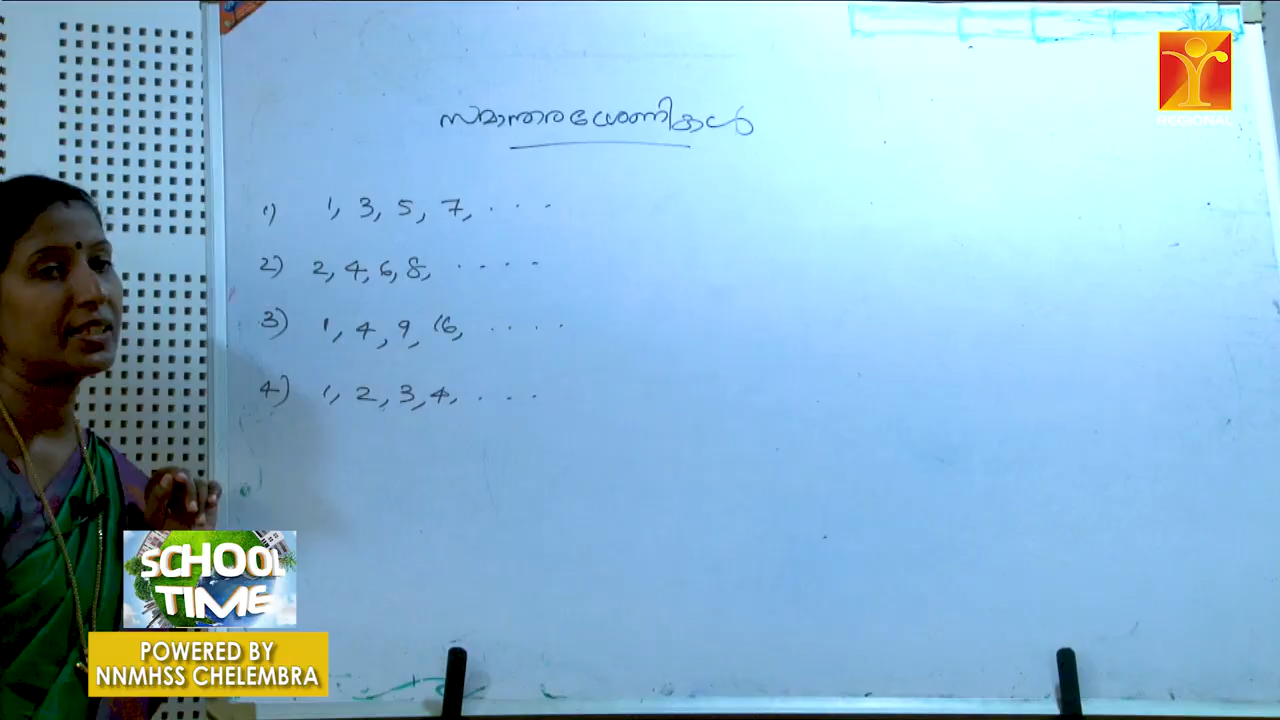 സമാന്തരശ്രേണികൾ
1) 1, 3, 5, 7, . . .
2) 2, 4, 6, 8, . . . .
3) 1, 4, 9, 16, . . . .
4) 1, 2, 3, 4, . . .
REGIONAL
SCHOOL
TIME
POWERED BY
NNMHSS CHELEMBRA